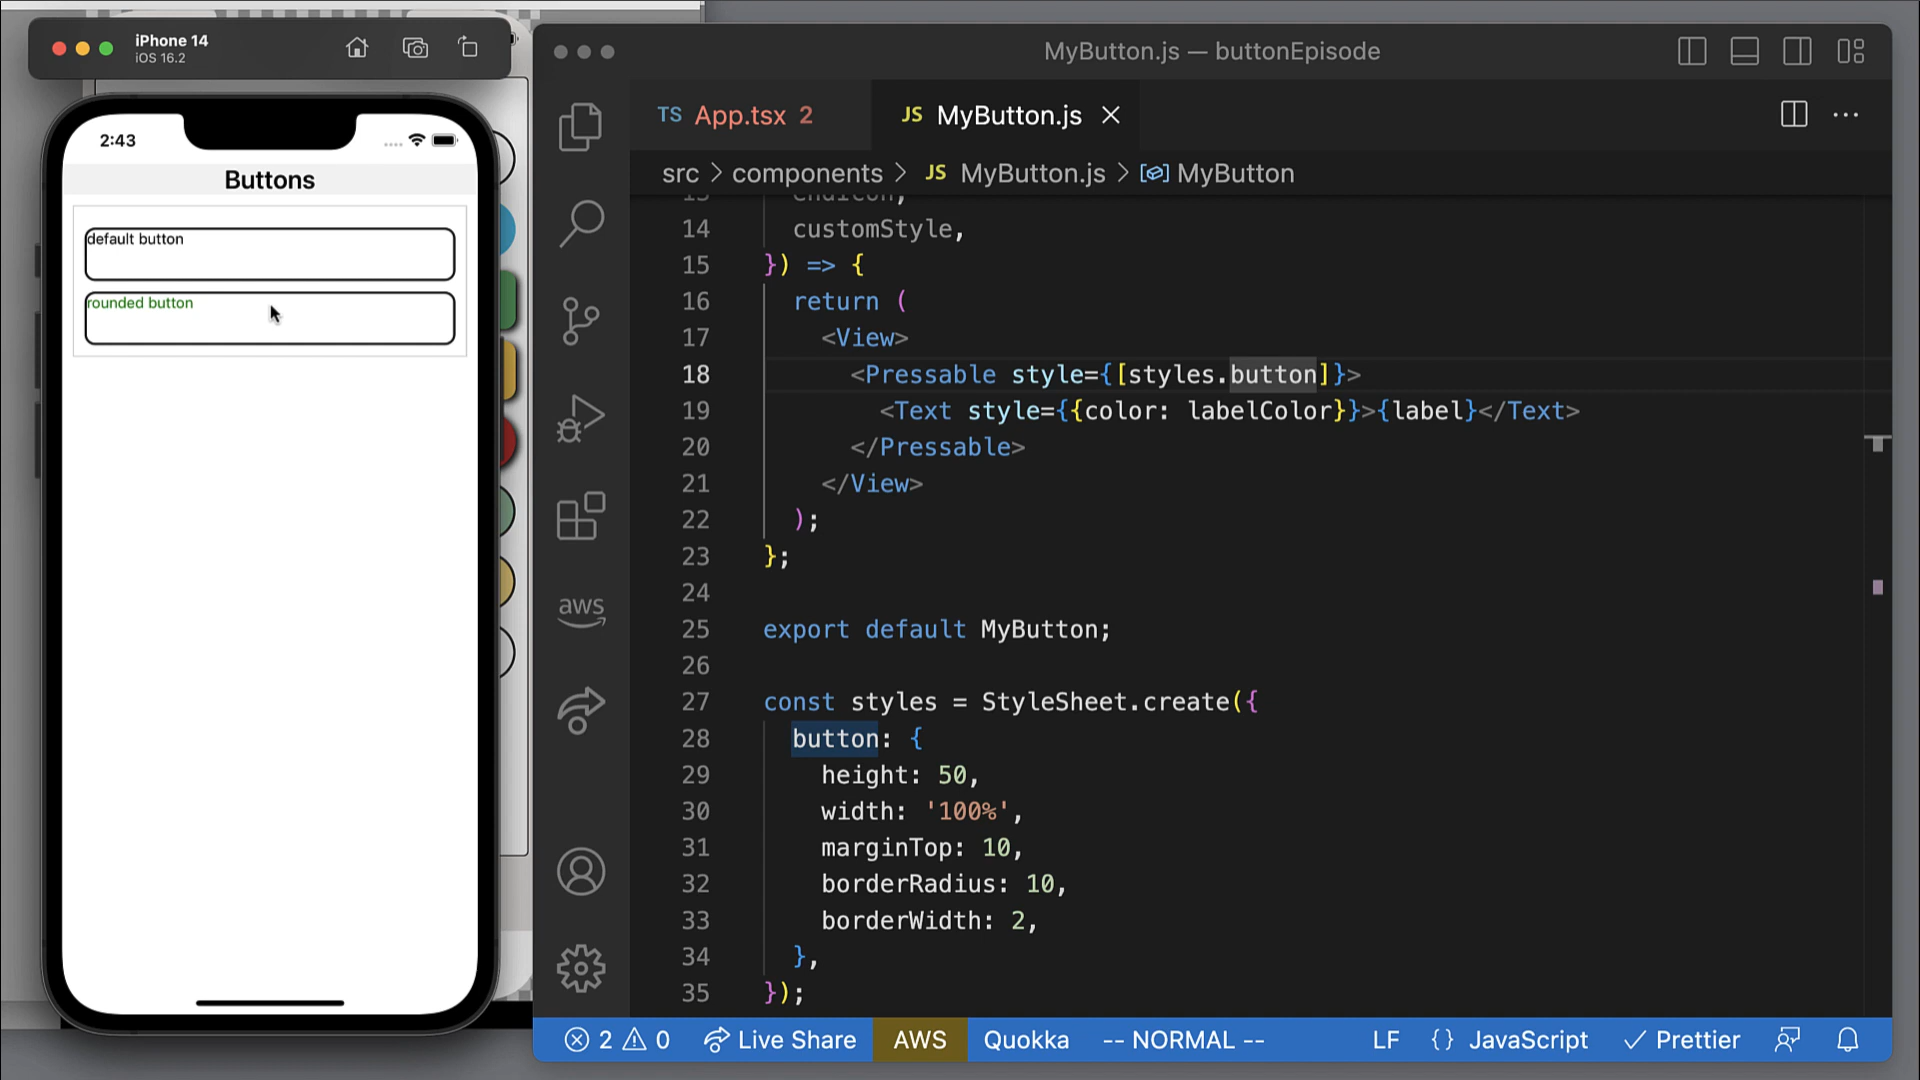 iPhone 14
iOS 16.2
2:43
Buttons
default button
rounded button
MyButton.js — buttonEpisode
TS App.tsx 2
JS MyButton.js
src > components > JS MyButton.js > MyButton
13 endIcon,
14 customStyle,
15 }) => {
16 return (
17 <View>
18 <Pressable style={[styles.button]}>
19 <Text style={{color: labelColor}}>{label}</Text>
20 </Pressable>
21 </View>
22 );
23 };
24
25 export default MyButton;
26
27 const styles = StyleSheet.create({
28 button: {
29 height: 50,
30 width: '100%',
31 marginTop: 10,
32 borderRadius: 10,
33 borderWidth: 2,
34 },
35 });
aws
2 0 Live Share AWS Quokka -- NORMAL -- LF {} JavaScript Prettier